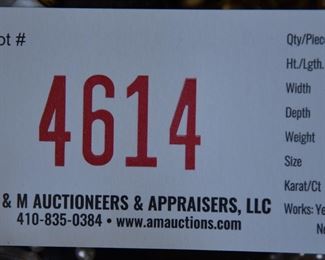 ot #
4614
& M AUCTIONEERS & APPRAISERS, LLC
410-835-0384 • www.amauctions.com
Qty/Piec
Ht./Lgth.
Width
Depth
Weight
Size
Karat/Ct
Works: Ye